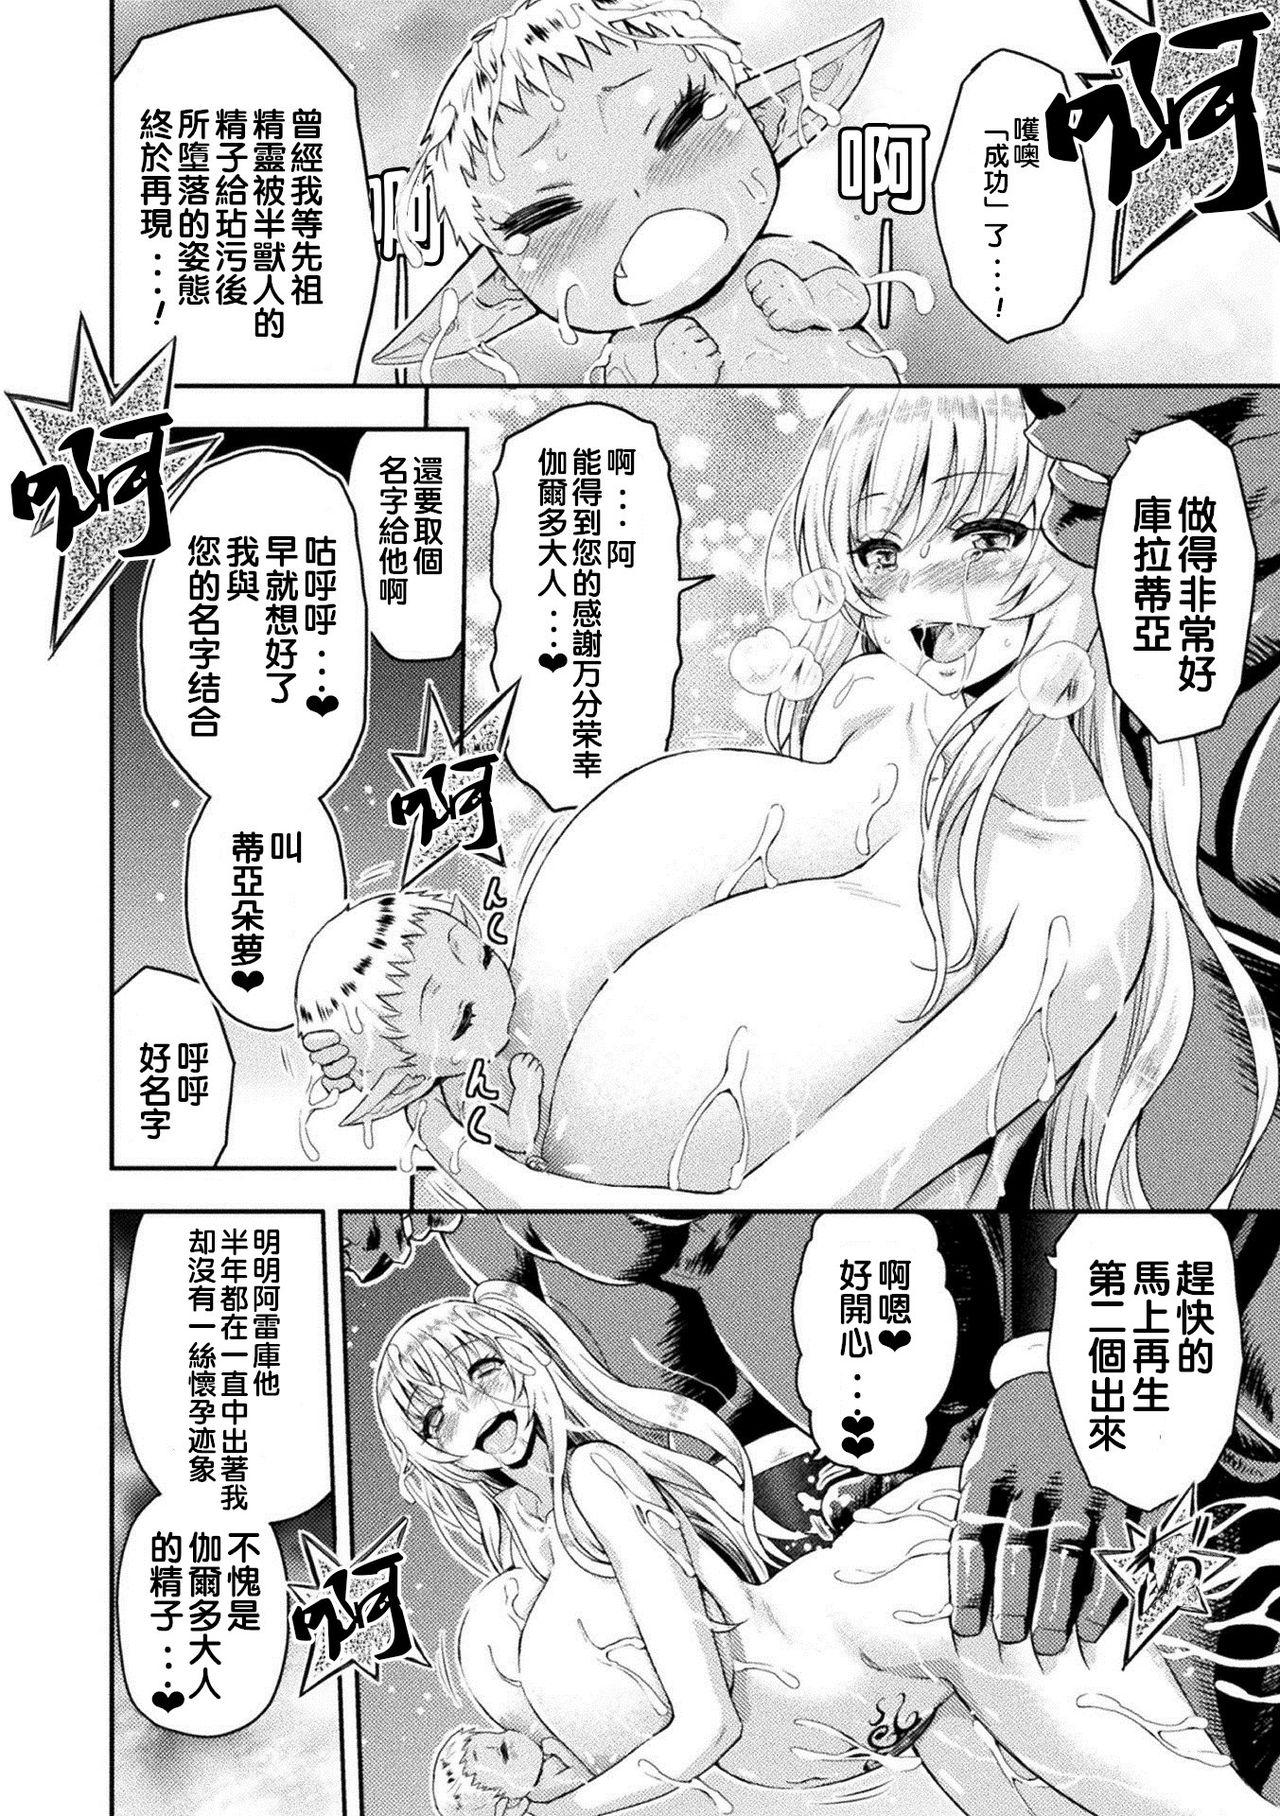 啊
嚄噢
「成功」了...!
啊
啊
曾經我等先祖
精靈被半獸人的
精子給玷污後
所墮落的姿態
終於再現...!
做得非常好
庫拉蒂亞
啊...阿
能得到您的感謝万分荣幸
伽爾多大人...❤
還要取個
名字給他啊
啊
咕呼呼...❤
早就想好了
我與
您的名字结合
叫
蒂亞朵萝❤
啊
んく
んく
呼呼
好名字
趕快的
馬上再生
第二個出來
啊嗯❤
好開心...❤❤
明明阿雷庫他
半年都在一直中出著我
却沒有一絲懷孕迹象
不愧是
伽爾多大人
的精子...❤
啊